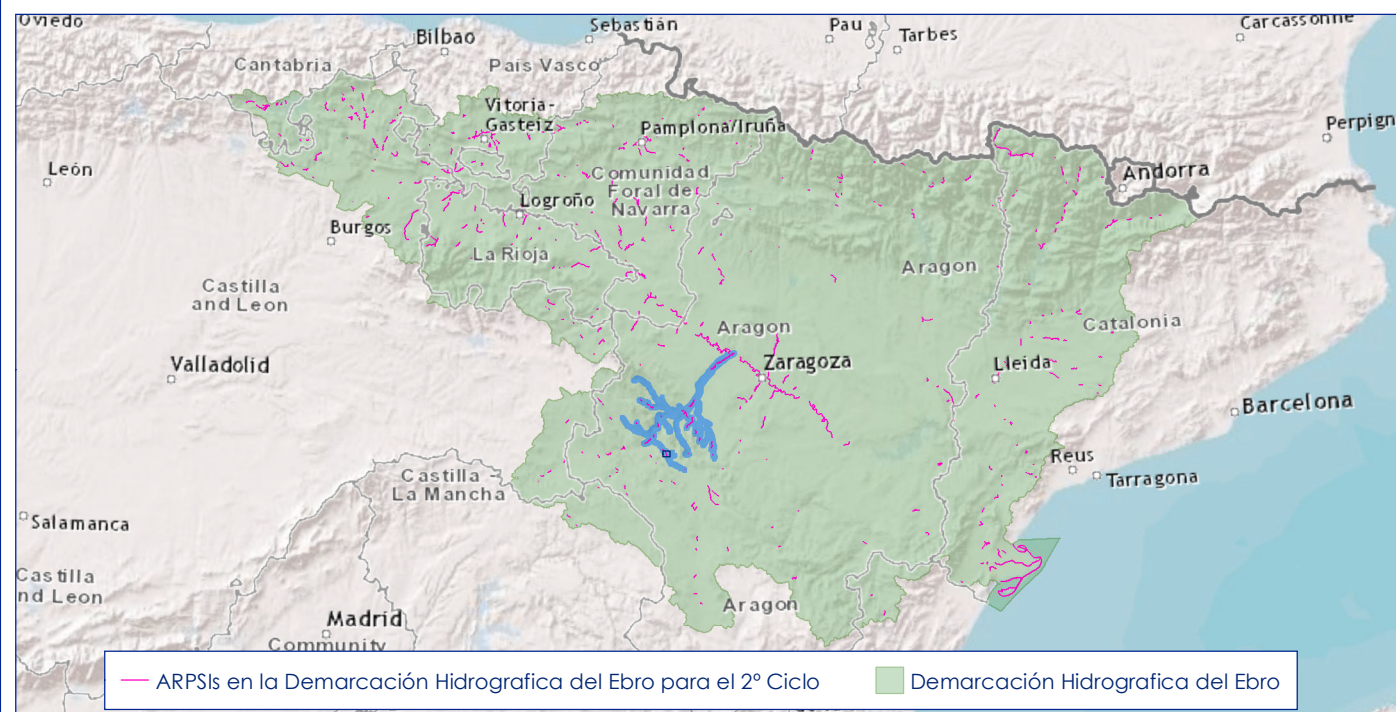 Oviedo
Bilbao
Sebastián
Pau
Tarbes
Carcassonne
Cantabria
País Vasco
Vitoria-
Gasteiz
Pamplona/Iruña
Perpign
León
Comunidad
Foral de
Navarra
Andorra
Logroño
Burgos
La Rioja
Aragon
Castilla
and Leon
Aragon
Catalonia
Valladolid
Zaragoza
Lleida
Barcelona
Castilla
La Mancha
Reus
Tarragona
Salamanca
Castilla
nd Leon
Aragon
Madrid
Community
ARPSIs en la Demarcación Hidrografica del Ebro para el 2º Ciclo
Demarcación Hidrografica del Ebro